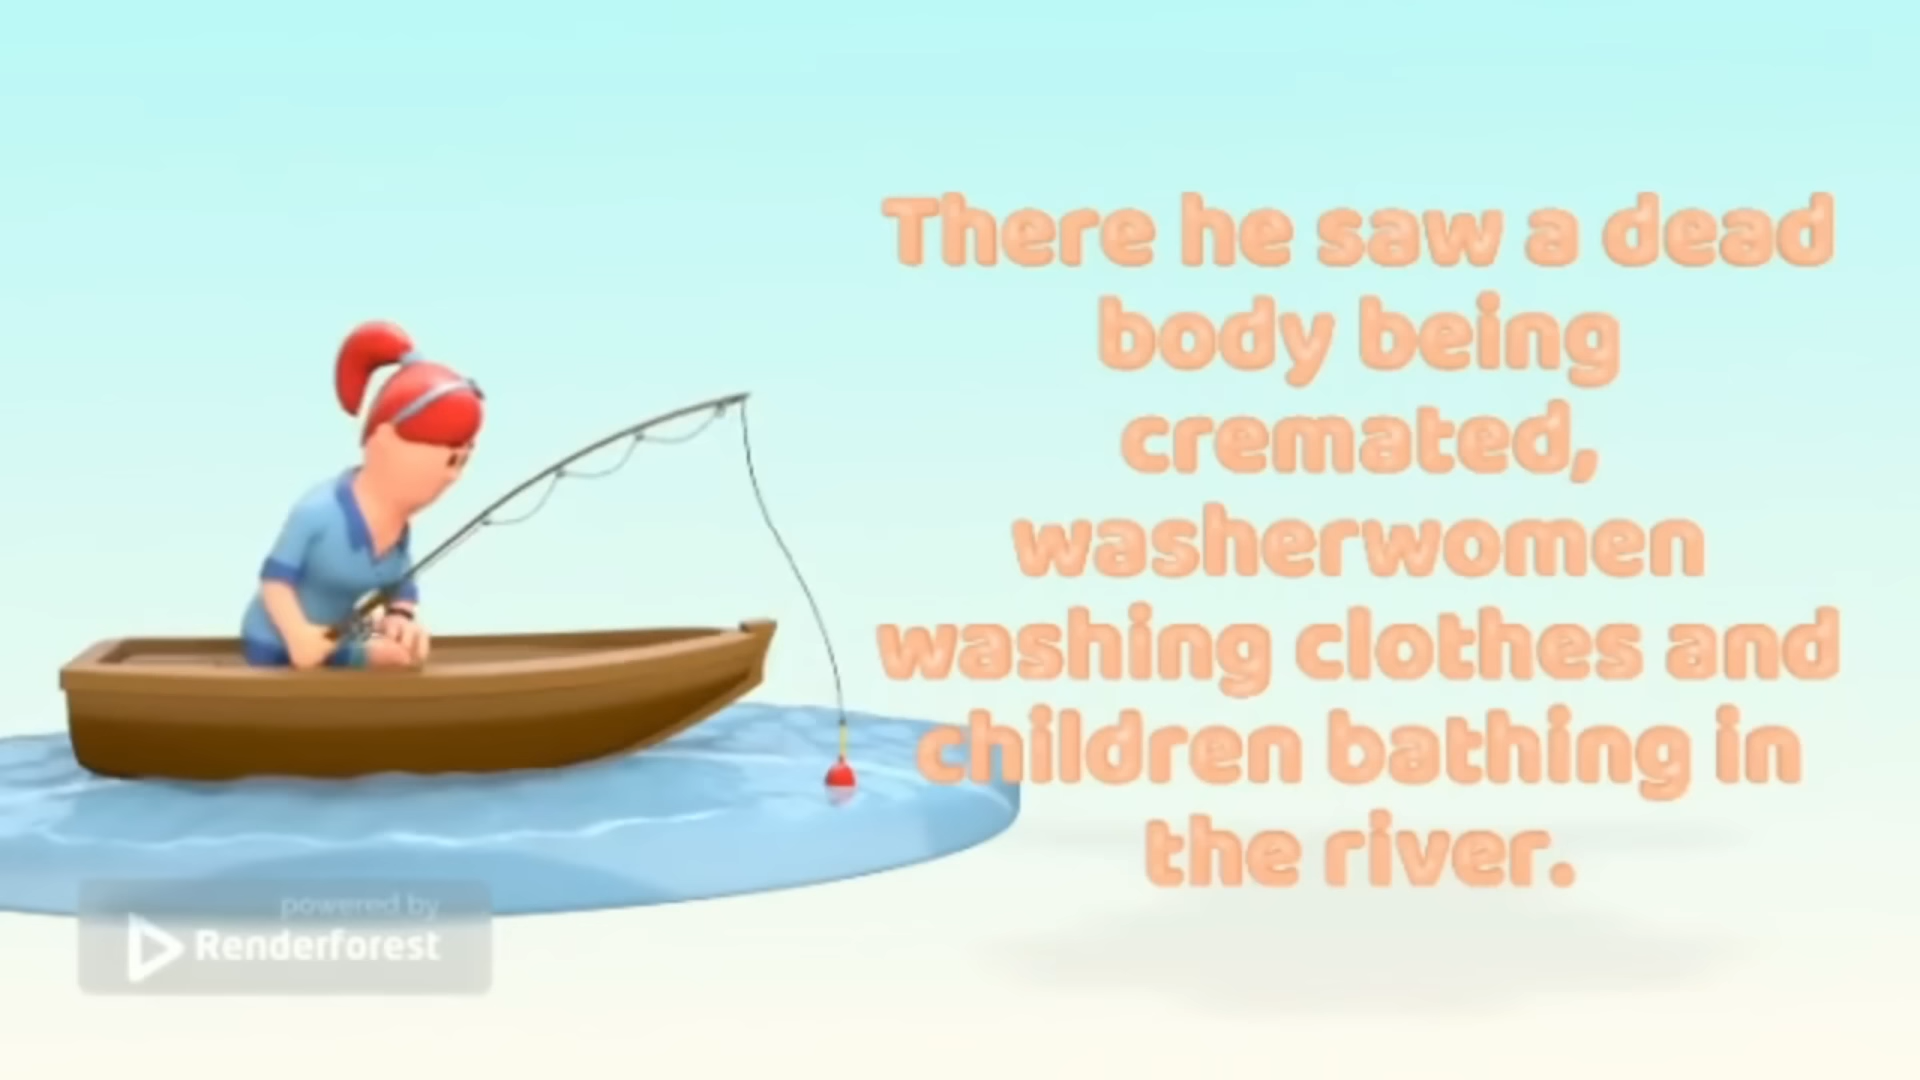 There he saw a dead
body being
cremated,
washerwomen
washing clothes and
children bathing in
the river.
powered by
Renderforest